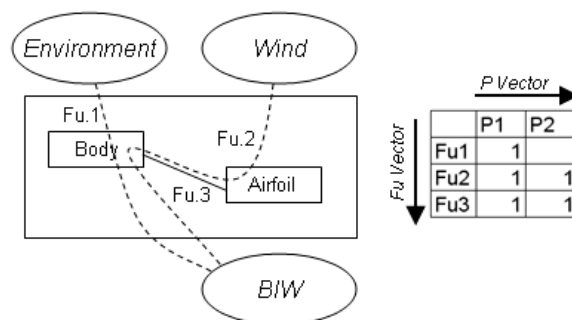 Environment
Wind
Fu.1
Body
Fu.2
Fu.3
Airfoil
BIW
P Vector
Fu Vector
P1 P2
Fu1 1
Fu2 1 1
Fu3 1 1